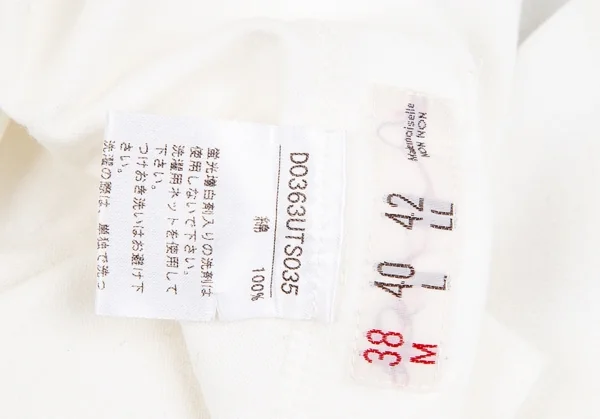 Mademoiselle
NON NON
38 40 42
M L LL
D0363UTS035
綿 100%
蛍光増白剤入りの洗剤は
使用しないで下さい。
洗濯用ネットを使用して
下さい。
つけおき洗いはお避け下
さい。
洗濯の際は、単独で洗っ